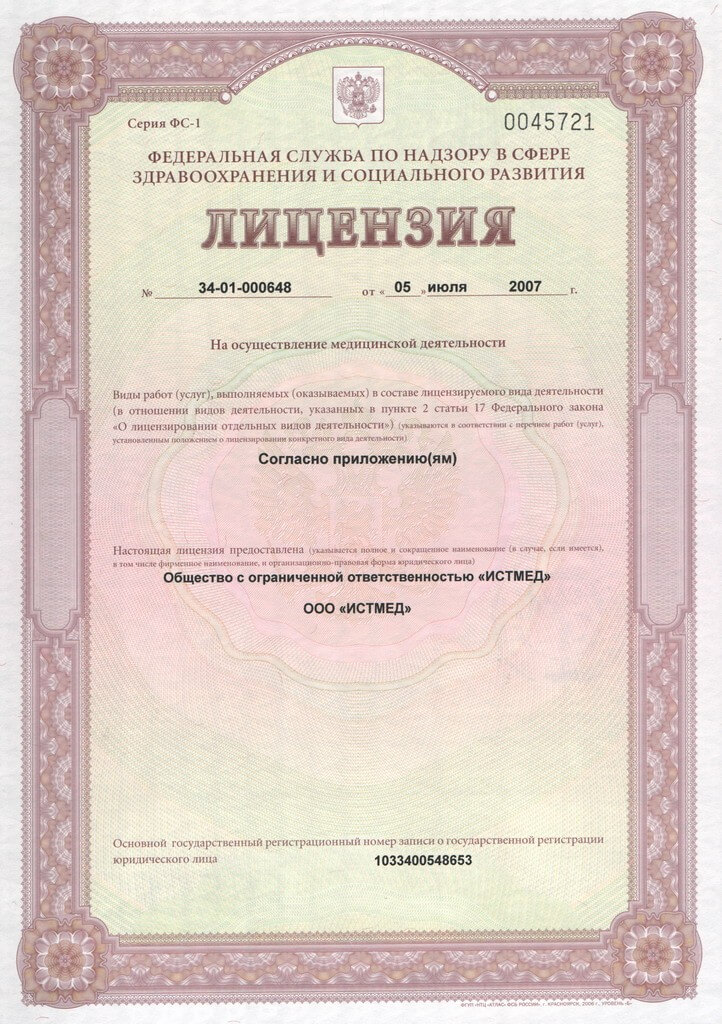 Серия ФС-1
0045721
ФЕДЕРАЛЬНАЯ СЛУЖБА ПО НАДЗОРУ В СФЕРЕ
ЗДРАВООХРАНЕНИЯ И СОЦИАЛЬНОГО РАЗВИТИЯ
ЛИЦЕНЗИЯ
№ 34-01-000648 от « 05 » июля 2007 г.
На осуществление медицинской деятельности
Виды работ (услуг), выполняемых (оказываемых) в составе лицензируемого вида деятельности
(в отношении видов деятельности, указанных в пункте 2 статьи 17 Федерального закона
«О лицензировании отдельных видов деятельности») (указываются в соответствии с перечнем работ (услуг),
установленным положением о лицензировании конкретного вида деятельности)
Согласно приложению(ям)
Настоящая лицензия предоставлена (указывается полное и сокращенное наименование (в случае, если имеется),
в том числе фирменное наименование, и организационно-правовая форма юридического лица)
Общество с ограниченной ответственностью «ИСТМЕД»
ООО «ИСТМЕД»
Основной государственный регистрационный номер записи о государственной регистрации
юридического лица 1033400548653
ФГУП «НТЦ «АТЛАС» ФСБ РОССИИ», Г. КРАСНОЯРСК, 2006 Г., УРОВЕНЬ «Б»